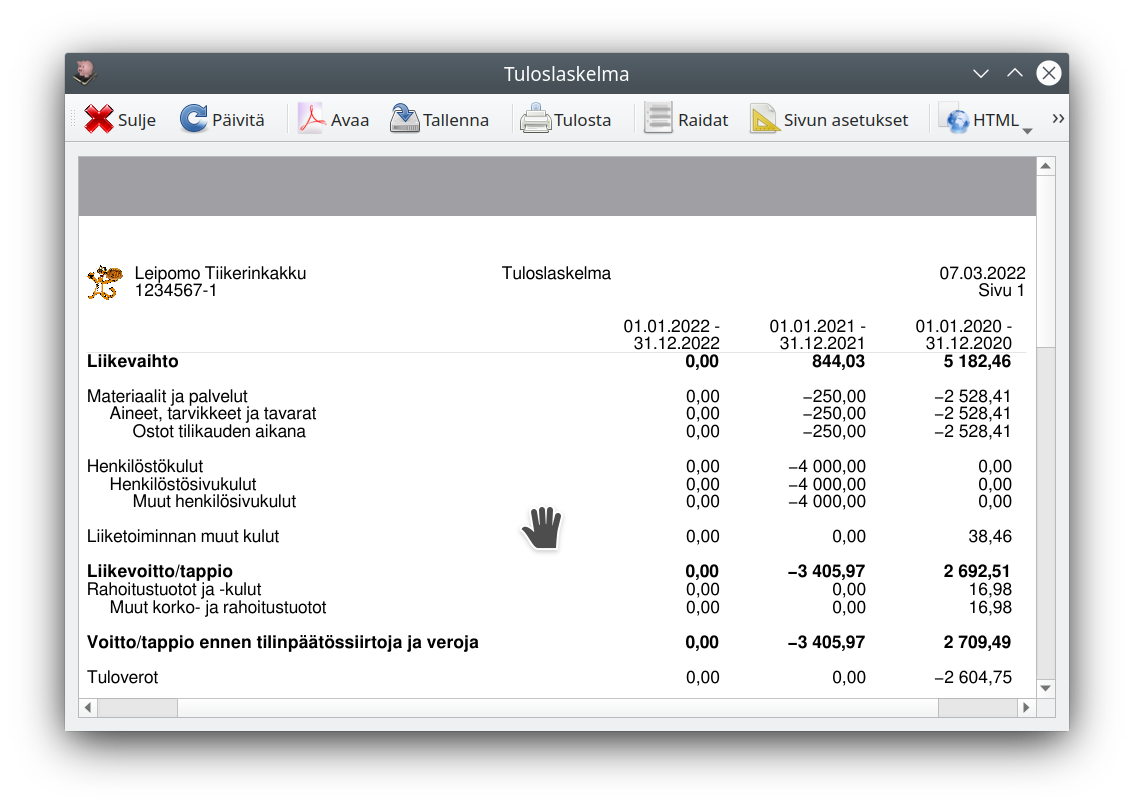 Tuloslaskelma
Sulje Päivitä Avaa Tallenna Tulosta Raidat Sivun asetukset HTML
Leipomo Tiikerinkakku Tuloslaskelma 07.03.2022
1234567-1 Sivu 1
01.01.2022 - 01.01.2021 - 01.01.2020 -
31.12.2022 31.12.2021 31.12.2020
Liikevaihto 0,00 844,03 5 182,46
Materiaalit ja palvelut 0,00 −250,00 −2 528,41
Aineet, tarvikkeet ja tavarat 0,00 −250,00 −2 528,41
Ostot tilikauden aikana 0,00 −250,00 −2 528,41
Henkilöstökulut 0,00 −4 000,00 0,00
Henkilöstösivukulut 0,00 −4 000,00 0,00
Muut henkilösivukulut 0,00 −4 000,00 0,00
Liiketoiminnan muut kulut 0,00 0,00 38,46
Liikevoitto/tappio 0,00 −3 405,97 2 692,51
Rahoitustuotot ja -kulut 0,00 0,00 16,98
Muut korko- ja rahoitustuotot 0,00 0,00 16,98
Voitto/tappio ennen tilinpäätössiirtoja ja veroja 0,00 −3 405,97 2 709,49
Tuloverot 0,00 0,00 −2 604,75